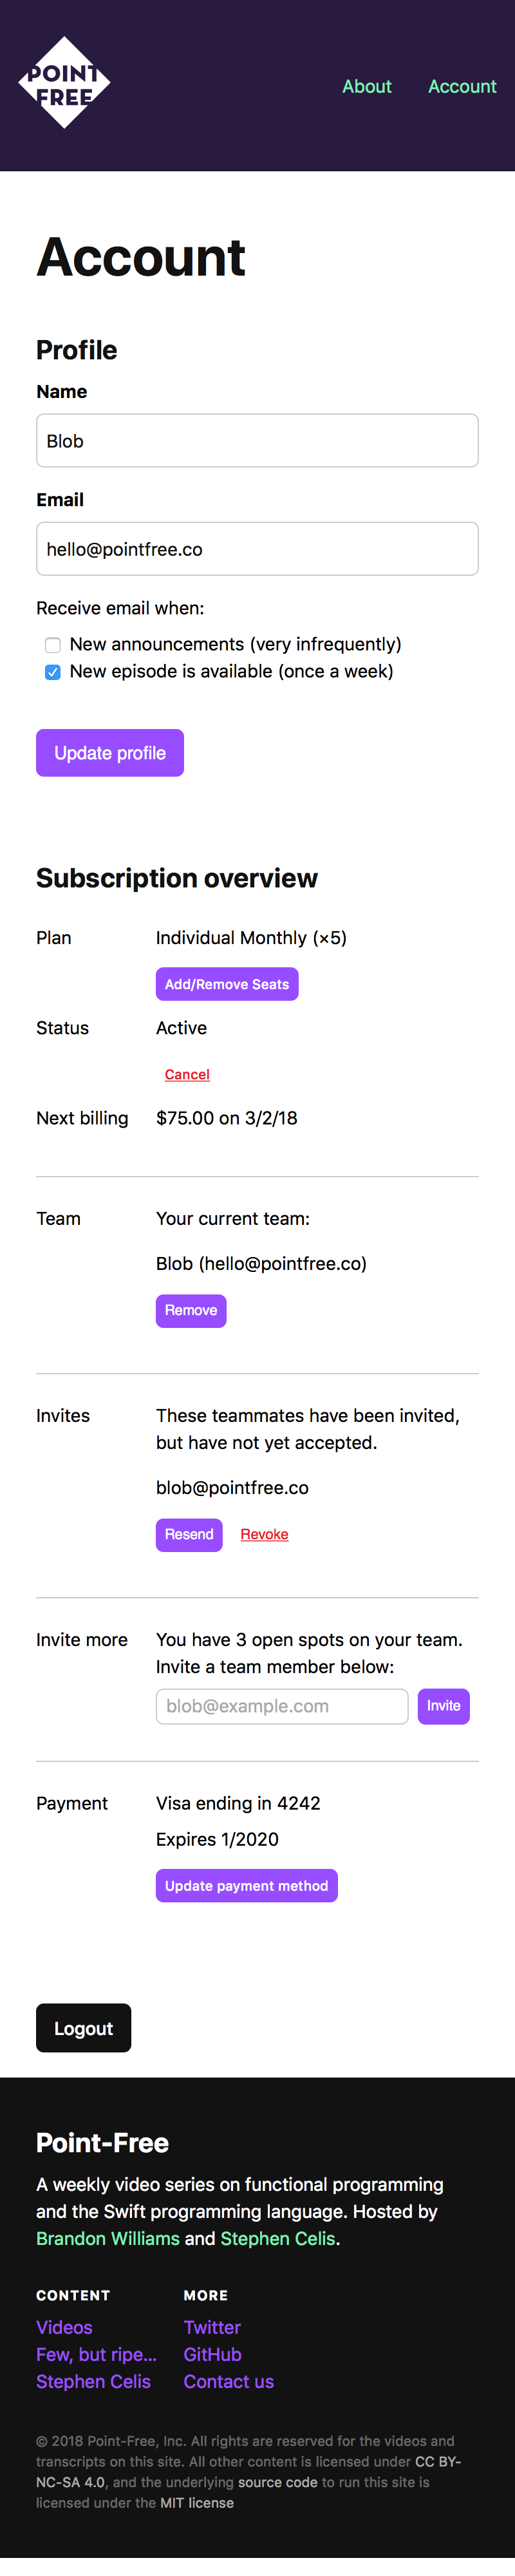 POINT
FREE
About
Account
Account
Profile
Name
Blob
Email
hello@pointfree.co
Receive email when:
New announcements (very infrequently)
New episode is available (once a week)
Update profile
Subscription overview
Plan
Individual Monthly (×5)
Add/Remove Seats
Status
Active
Cancel
Next billing
$75.00 on 3/2/18
Team
Your current team:
Blob (hello@pointfree.co)
Remove
Invites
These teammates have been invited,
but have not yet accepted.
blob@pointfree.co
Resend
Revoke
Invite more
You have 3 open spots on your team.
Invite a team member below:
blob@example.com
Invite
Payment
Visa ending in 4242
Expires 1/2020
Update payment method
Logout
Point-Free
A weekly video series on functional programming
and the Swift programming language. Hosted by
Brandon Williams and Stephen Celis.
CONTENT
Videos
Few, but ripe…
Stephen Celis
MORE
Twitter
GitHub
Contact us
© 2018 Point-Free, Inc. All rights are reserved for the videos and
transcripts on this site. All other content is licensed under CC BY-
NC-SA 4.0, and the underlying source code to run this site is
licensed under the MIT license